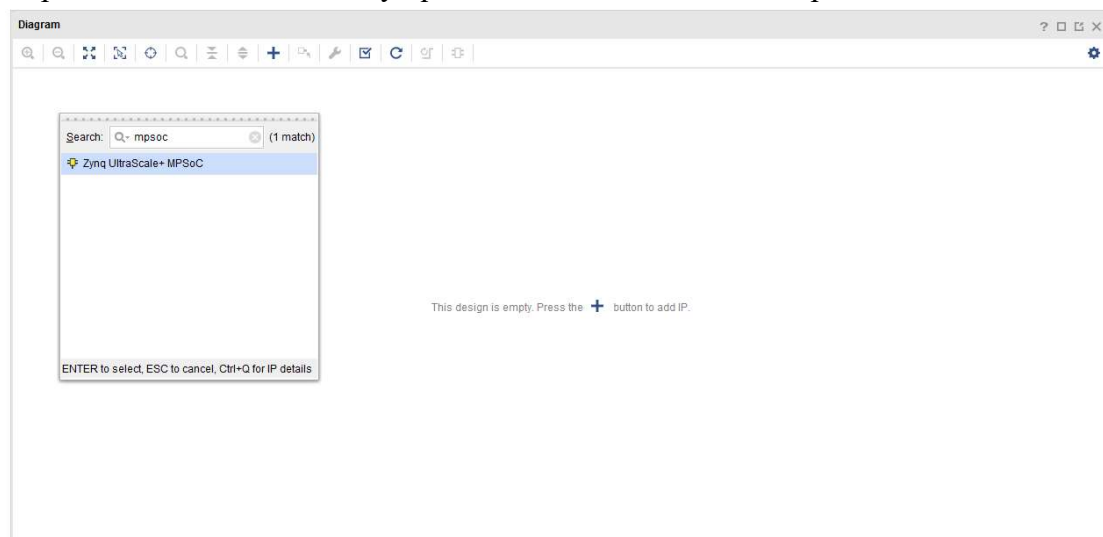 Diagram
Search: mpsoc (1 match)
Zynq UltraScale+ MPSoC
This design is empty. Press the + button to add IP.
ENTER to select, ESC to cancel, Ctrl+Q for IP details